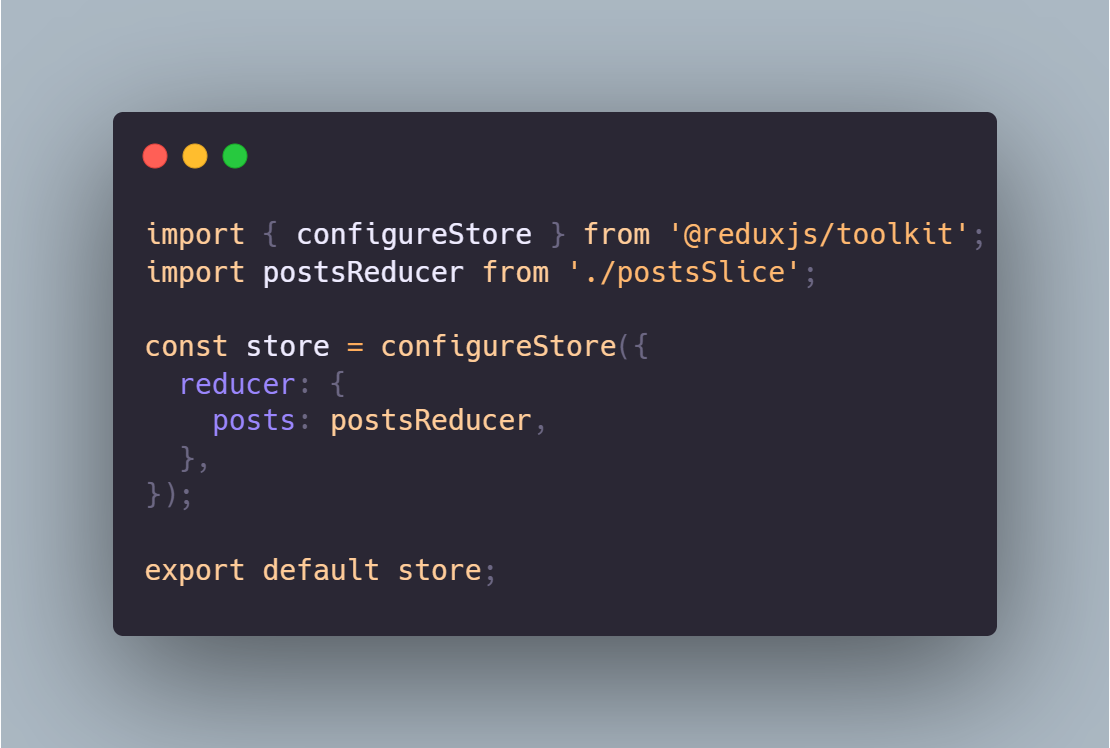 import { configureStore } from '@reduxjs/toolkit';
import postsReducer from './postsSlice';

const store = configureStore({
  reducer: {
    posts: postsReducer,
  },
});

export default store;